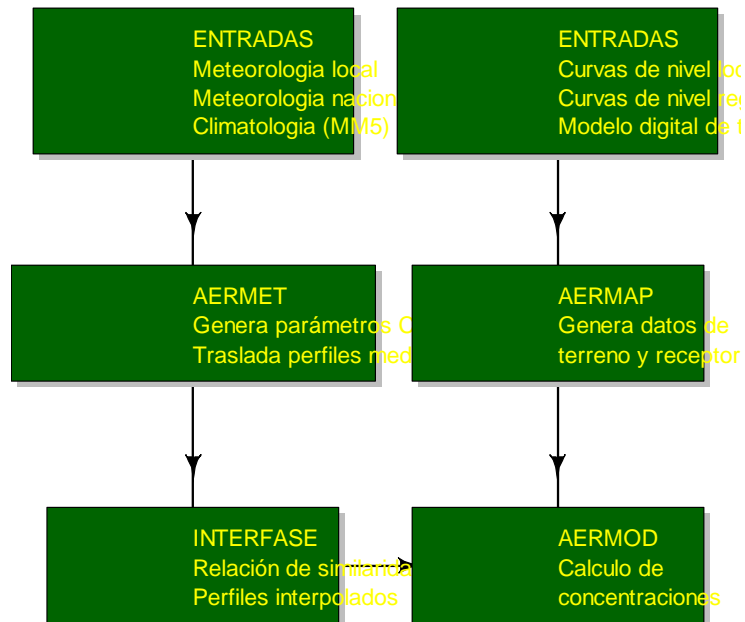 ENTRADAS
Meteorologia local
Meteorologia nacion
Climatologia (MM5)
ENTRADAS
Curvas de nivel loc
Curvas de nivel reg
Modelo digital de t
AERMET
Genera parámetros C
Traslada perfiles med
AERMAP
Genera datos de
terreno y receptor
INTERFASE
Relación de similarida
Perfiles interpolados
AERMOD
Calculo de
concentraciones